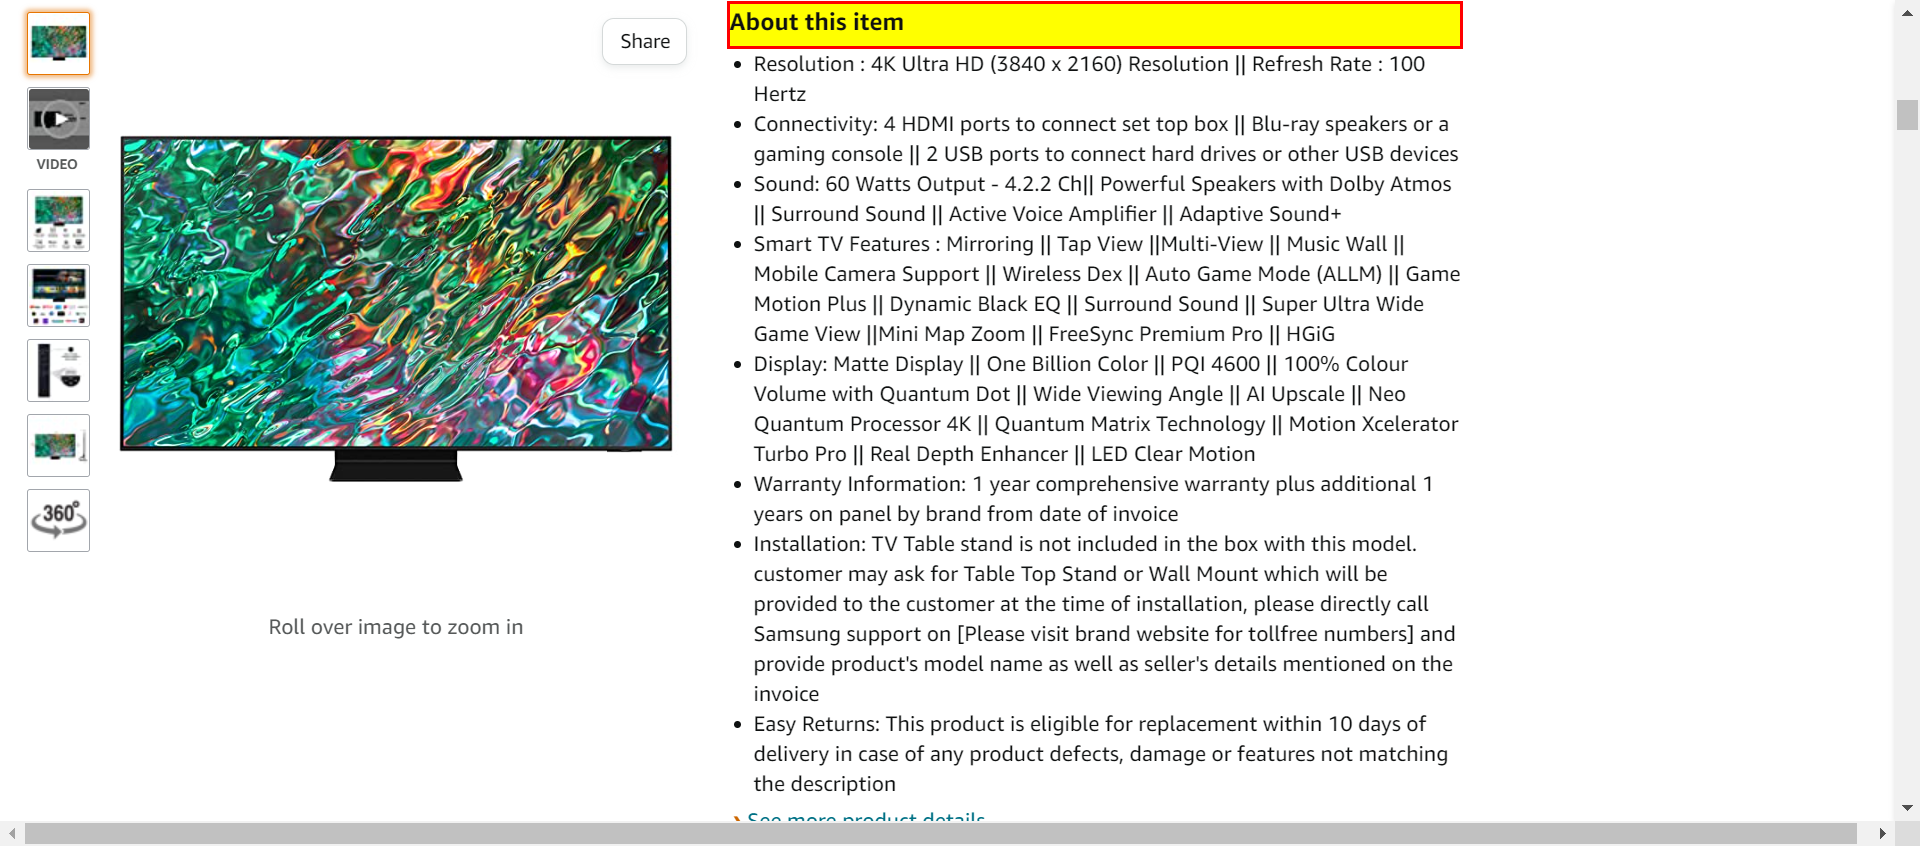 Share
VIDEO
360°
Roll over image to zoom in
About this item
Resolution : 4K Ultra HD (3840 x 2160) Resolution || Refresh Rate : 100
Hertz
Connectivity: 4 HDMI ports to connect set top box || Blu-ray speakers or a
gaming console || 2 USB ports to connect hard drives or other USB devices
Sound: 60 Watts Output - 4.2.2 Ch|| Powerful Speakers with Dolby Atmos
|| Surround Sound || Active Voice Amplifier || Adaptive Sound+
Smart TV Features : Mirroring || Tap View ||Multi-View || Music Wall ||
Mobile Camera Support || Wireless Dex || Auto Game Mode (ALLM) || Game
Motion Plus || Dynamic Black EQ || Surround Sound || Super Ultra Wide
Game View ||Mini Map Zoom || FreeSync Premium Pro || HGiG
Display: Matte Display || One Billion Color || PQI 4600 || 100% Colour
Volume with Quantum Dot || Wide Viewing Angle || AI Upscale || Neo
Quantum Processor 4K || Quantum Matrix Technology || Motion Xcelerator
Turbo Pro || Real Depth Enhancer || LED Clear Motion
Warranty Information: 1 year comprehensive warranty plus additional 1
years on panel by brand from date of invoice
Installation: TV Table stand is not included in the box with this model.
customer may ask for Table Top Stand or Wall Mount which will be
provided to the customer at the time of installation, please directly call
Samsung support on [Please visit brand website for tollfree numbers] and
provide product's model name as well as seller's details mentioned on the
invoice
Easy Returns: This product is eligible for replacement within 10 days of
delivery in case of any product defects, damage or features not matching
the description
See more product details